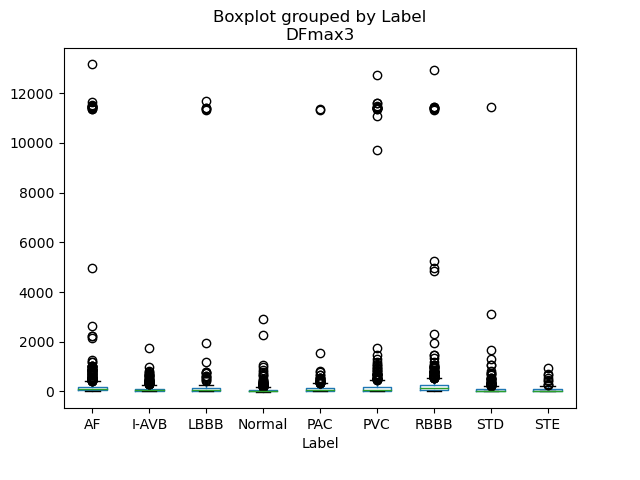 Boxplot grouped by Label
DFmax3
12000
10000
8000
6000
4000
2000
0
AF I-AVB LBBB Normal PAC PVC RBBB STD STE
Label